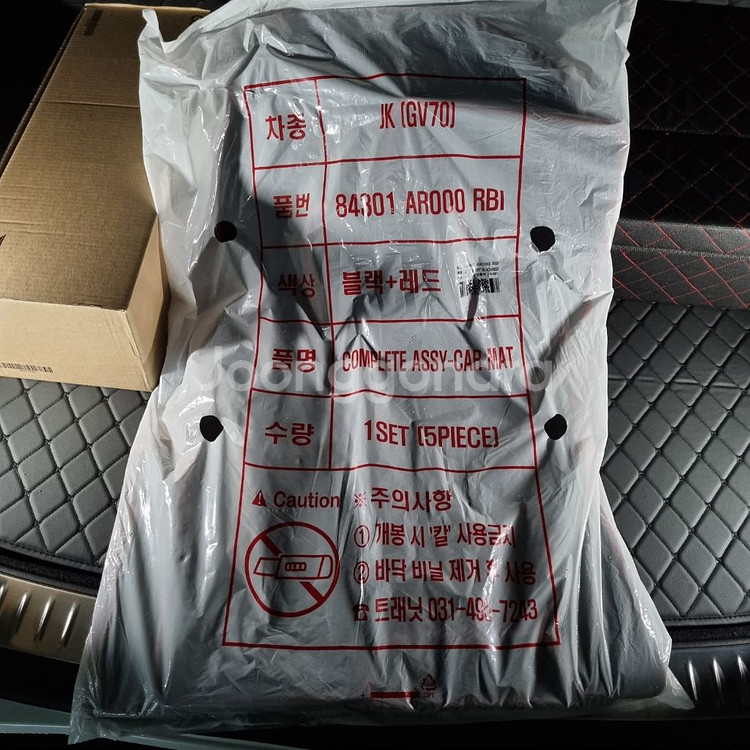 차종 JK (GV70)
품번 84301 AR000 RBI
색상 블랙+레드
품명 COMPLETE ASSY-CAR MAT
수량 1SET (5PIECE)
Caution ※주의사항
① 개봉 시 '칼' 사용금지
② 바닥 비닐 제거 후 사용
☎ 트래닛 031-498-7243
Joonggonara